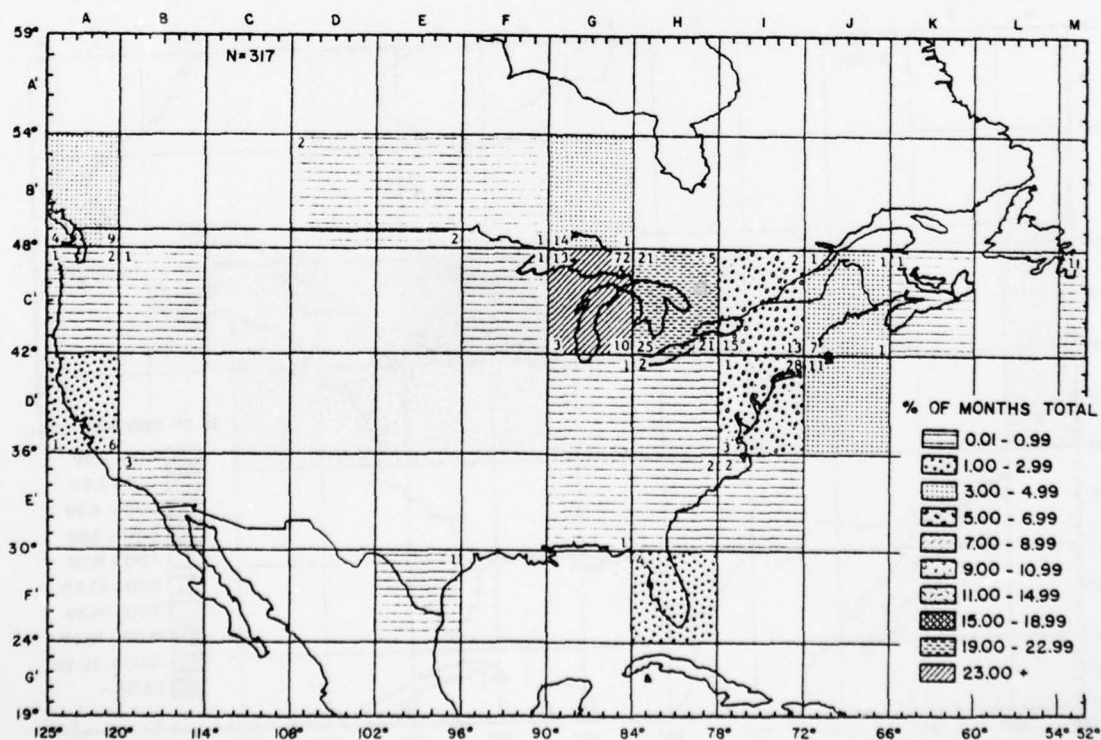 A B C D E F G H I J K L M
59°
N=317
A'
54°
2
B'
4 9 2 1 14 1
48°
1 2 1 13 72 21 5 2 1 1 1
C'
3 10 25 21 15 13 7 1
42°
1 2 1 28 11
D'
1 6 3
36°
3 2 2
E'
1
30°
1 4
F'
24°
G'
19°
125° 120° 114° 108° 102° 96° 90° 84° 78° 72° 66° 60° 54° 52°
% OF MONTHS TOTAL
0.01 - 0.99
1.00 - 2.99
3.00 - 4.99
5.00 - 6.99
7.00 - 8.99
9.00 - 10.99
11.00 - 14.99
15.00 - 18.99
19.00 - 22.99
23.00 +